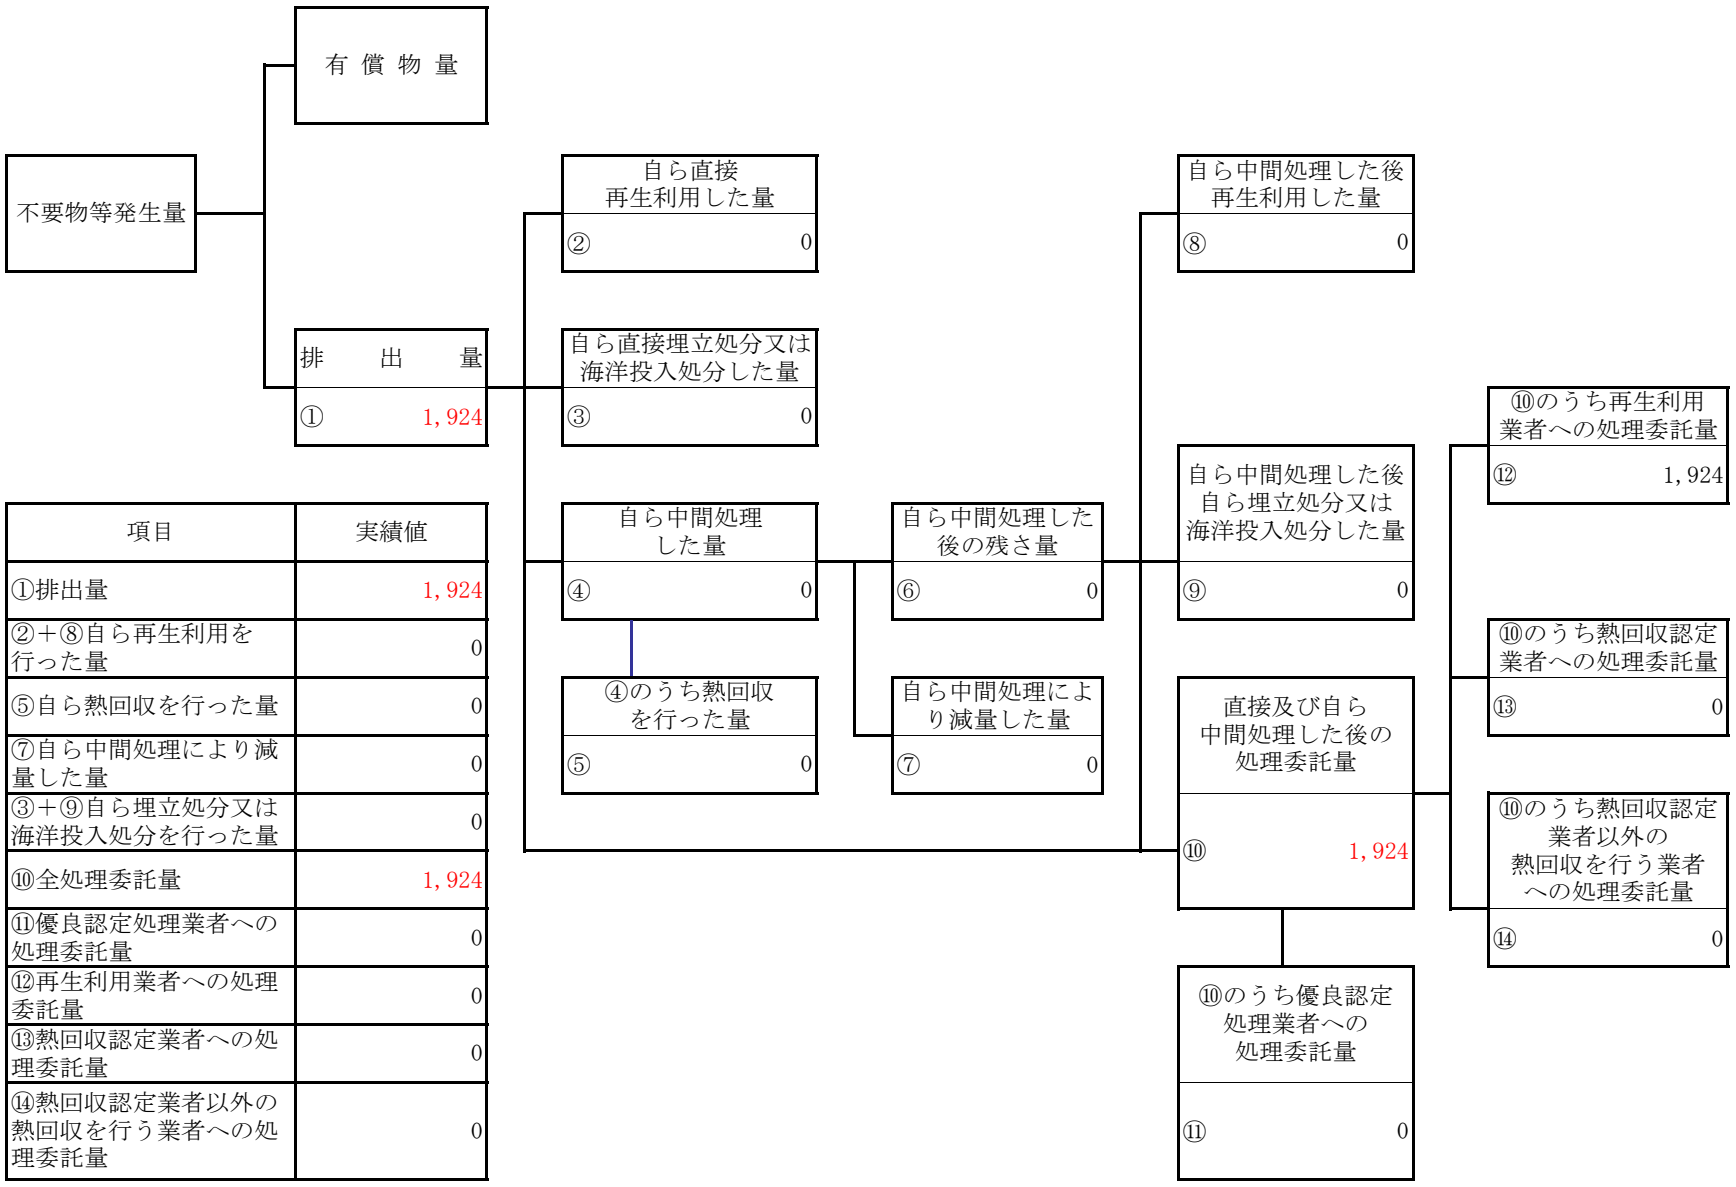 有償物量
不要物等発生量
排出量
① 1,924
自ら直接
再生利用した量
② 0
自ら直接埋立処分又は
海洋投入処分した量
③ 0
自ら中間処理
した量
④ 0
④のうち熱回収
を行った量
⑤ 0
自ら中間処理した
後の残さ量
⑥ 0
自ら中間処理によ
り減量した量
⑦ 0
自ら中間処理した後
再生利用した量
⑧ 0
自ら中間処理した後
自ら埋立処分又は
海洋投入処分した量
⑨ 0
直接及び自ら
中間処理した後の
処理委託量
⑩ 1,924
⑩のうち優良認定
処理業者への
処理委託量
⑪ 0
⑩のうち再生利用
業者への処理委託量
⑫ 1,924
⑩のうち熱回収認定
業者への処理委託量
⑬ 0
⑩のうち熱回収認定
業者以外の
熱回収を行う業者
への処理委託量
⑭ 0
項目 実績値
①排出量 1,924
②＋⑧自ら再生利用を
行った量 0
⑤自ら熱回収を行った量 0
⑦自ら中間処理により減
量した量 0
③＋⑨自ら埋立処分又は
海洋投入処分を行った量 0
⑩全処理委託量 1,924
⑪優良認定処理業者への
処理委託量 0
⑫再生利用業者への処理
委託量 0
⑬熱回収認定業者への処
理委託量 0
⑭熱回収認定業者以外の
熱回収を行う業者への処
理委託量 0